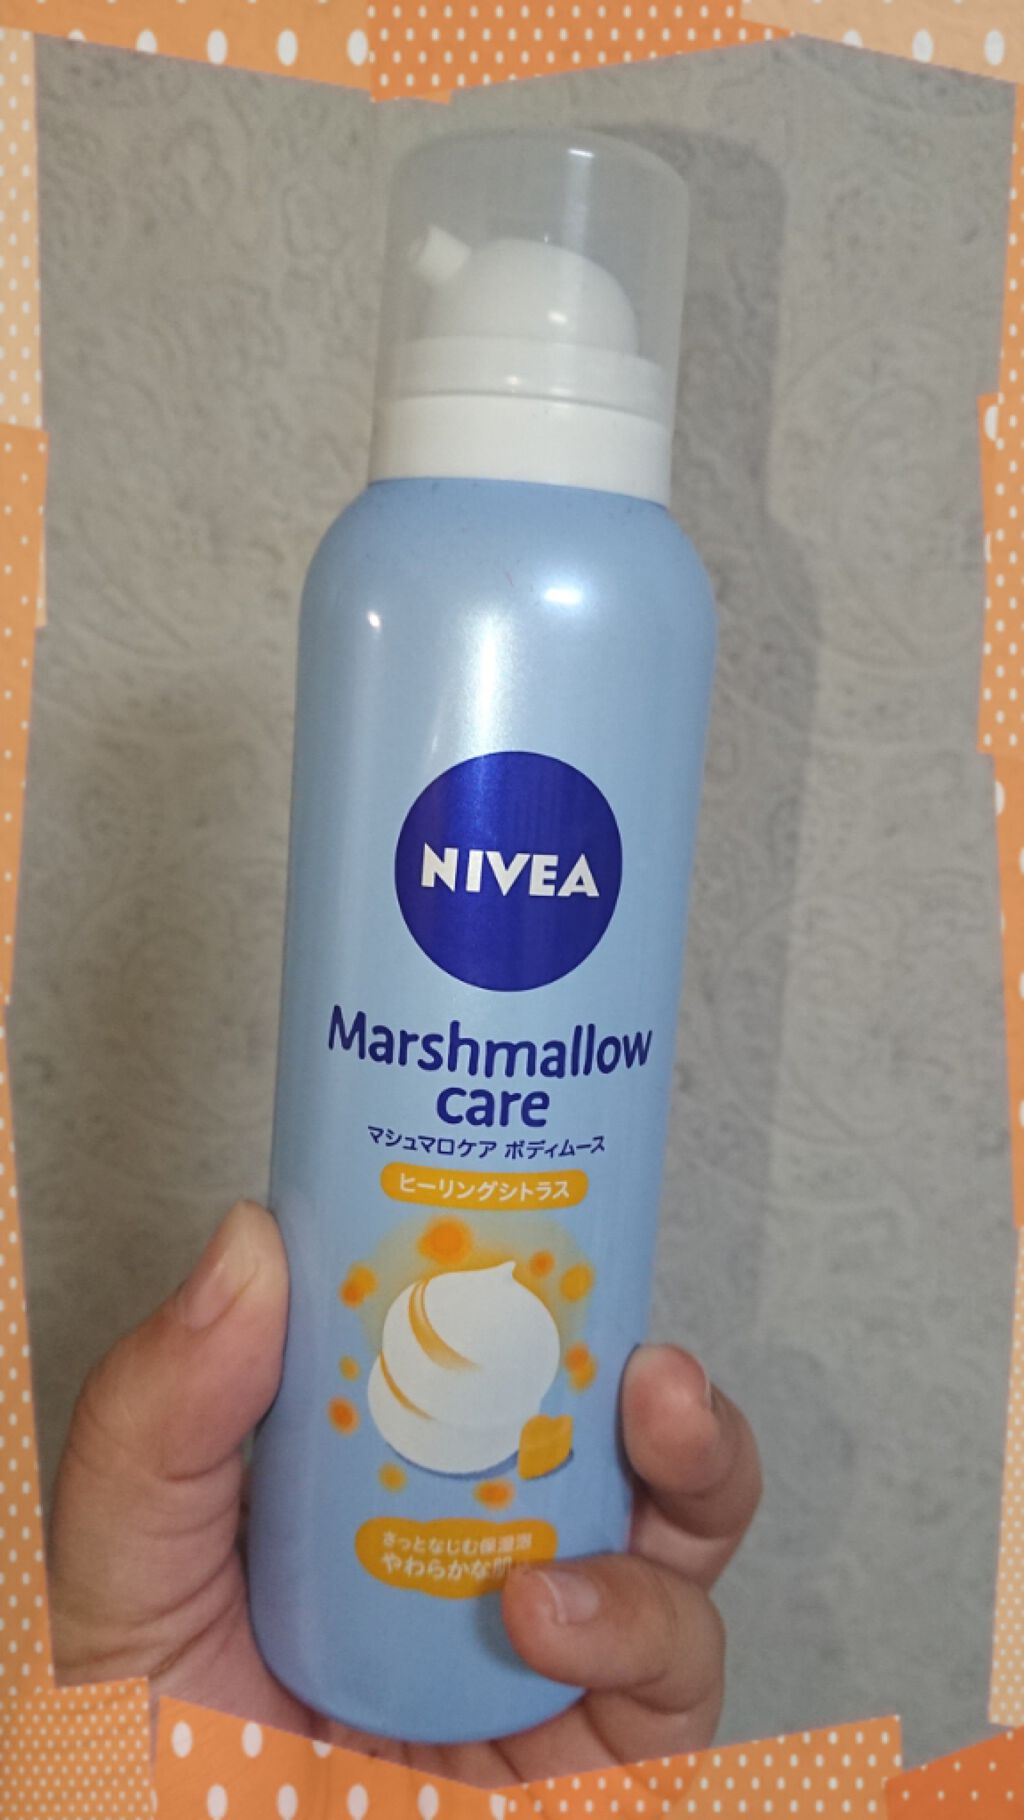 NIVEA
Marshmallow
care
マシュマロケア ボディムース
ヒーリングシトラス
さっとなじむ保湿泡
やわらかな肌